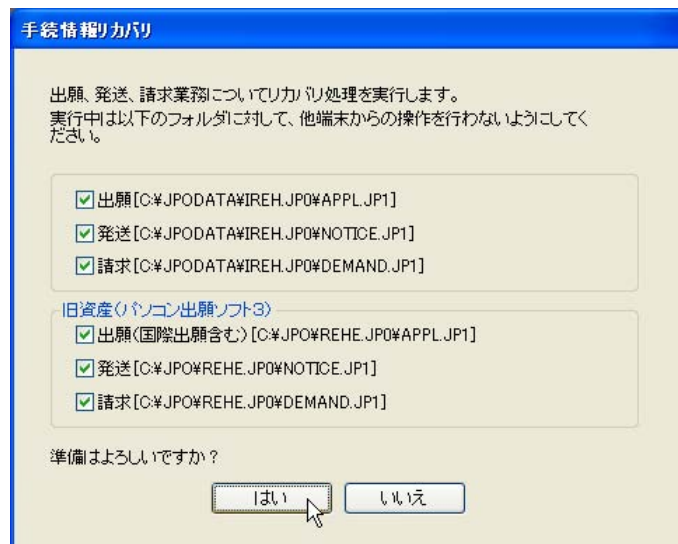 手続情報リカバリ
出願、発送、請求業務についてリカバリ処理を実行します。
実行中は以下のフォルダに対して、他端末からの操作を行わないようにしてく
ださい。
出願[C:¥JPODATA¥IREH.JP0¥APPL.JP1]
発送[C:¥JPODATA¥IREH.JP0¥NOTICE.JP1]
請求[C:¥JPODATA¥IREH.JP0¥DEMAND.JP1]
旧資産(パソコン出願ソフト3)
出願(国際出願含む)[C:¥JPO¥REHE.JP0¥APPL.JP1]
発送[C:¥JPO¥REHE.JP0¥NOTICE.JP1]
請求[C:¥JPO¥REHE.JP0¥DEMAND.JP1]
準備はよろしいですか？
はい
いいえ